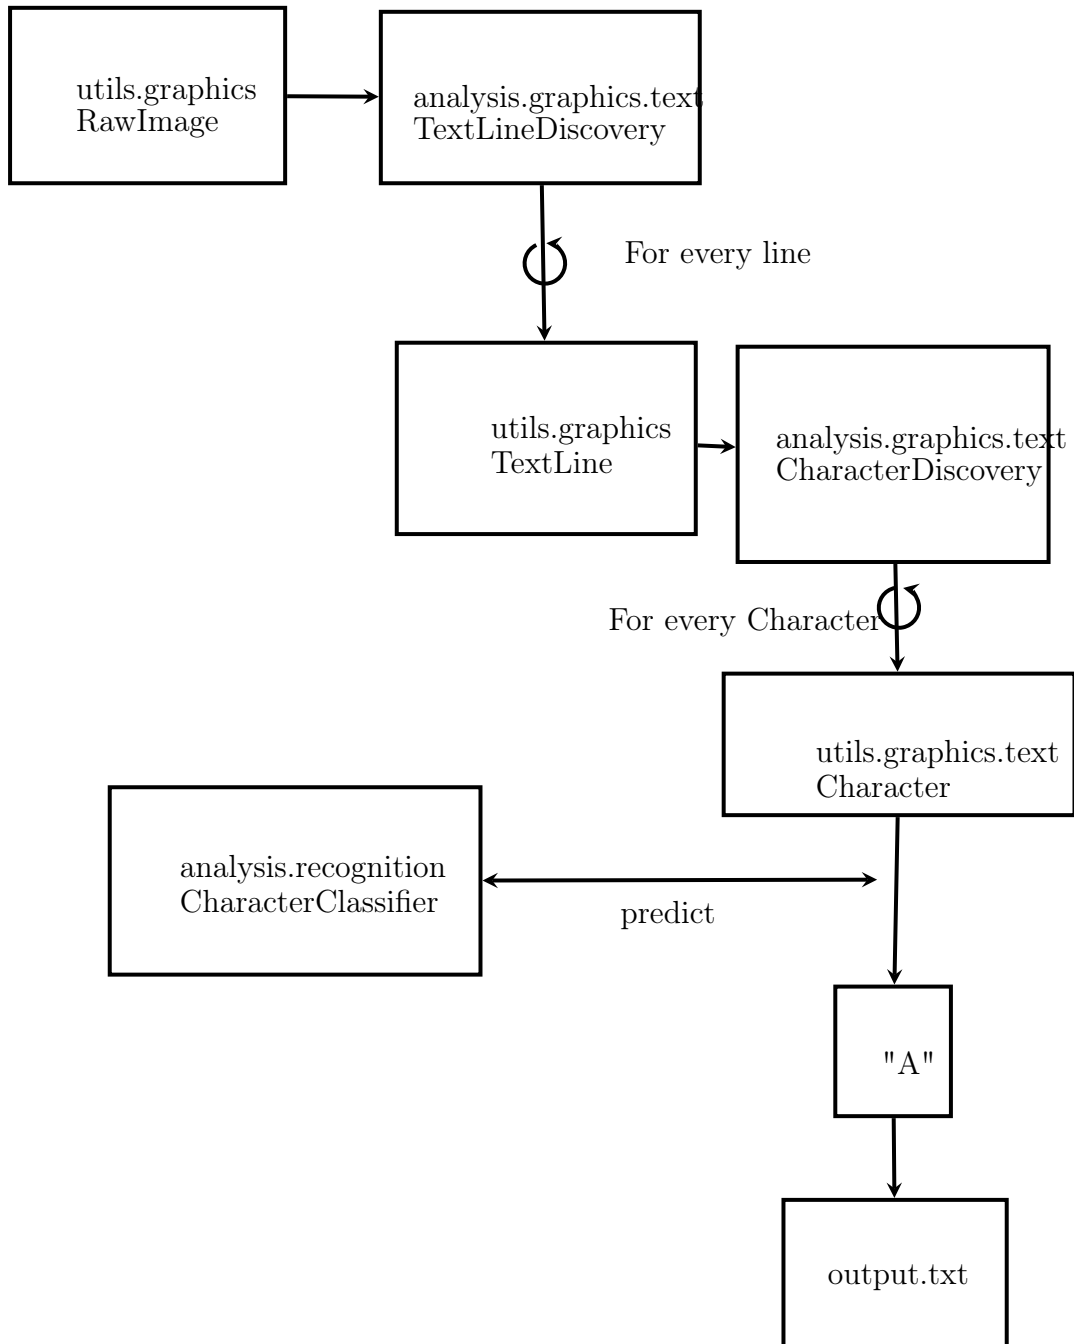 utils.graphics
RawImage
analysis.graphics.text
TextLineDiscovery
For every line
utils.graphics
TextLine
analysis.graphics.text
CharacterDiscovery
For every Character
utils.graphics.text
Character
analysis.recognition
CharacterClassifier
predict
"A"
output.txt